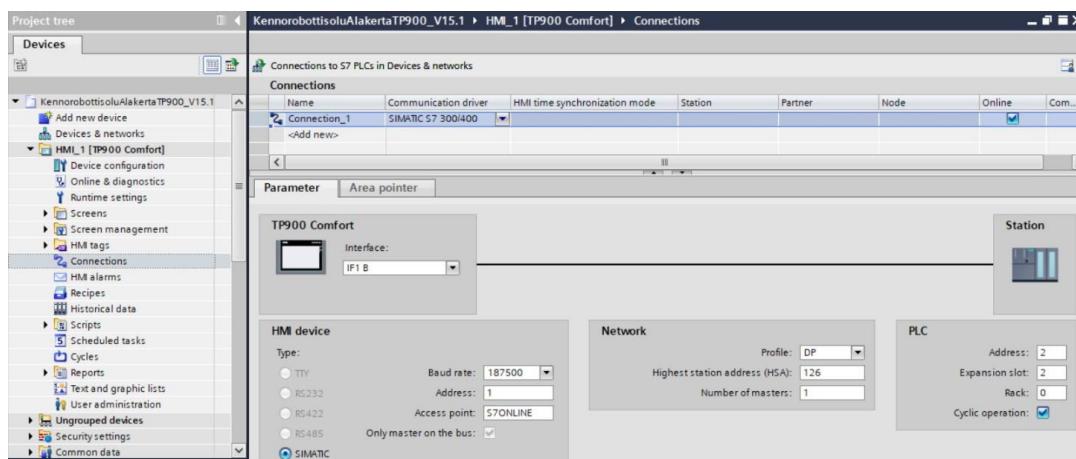 Project tree
Devices
KennorobottisoluAlakertaTP900_V15.1
Add new device
Devices & networks
HMI_1 [TP900 Comfort]
Device configuration
Online & diagnostics
Runtime settings
Screens
Screen management
HMI tags
Connections
HMI alarms
Recipes
Historical data
Scripts
Scheduled tasks
Cycles
Reports
Text and graphic lists
User administration
Ungrouped devices
Security settings
Common data
KennorobottisoluAlakertaTP900_V15.1 HMI_1 [TP900 Comfort] Connections
Connections to S7 PLCs in Devices & networks
Connections
Name Communication driver HMI time synchronization mode Station Partner Node Online Com...
Connection_1 SIMATIC S7 300/400
<Add new>
Parameter Area pointer
TP900 Comfort
Interface:
IF1 B
Station
HMI device
Type:
TTY
RS232
RS422
RS485
SIMATIC
Baud rate: 187500
Address: 1
Access point: S7ONLINE
Only master on the bus:
Network
Profile: DP
Highest station address (HSA): 126
Number of masters: 1
PLC
Address: 2
Expansion slot: 2
Rack: 0
Cyclic operation: